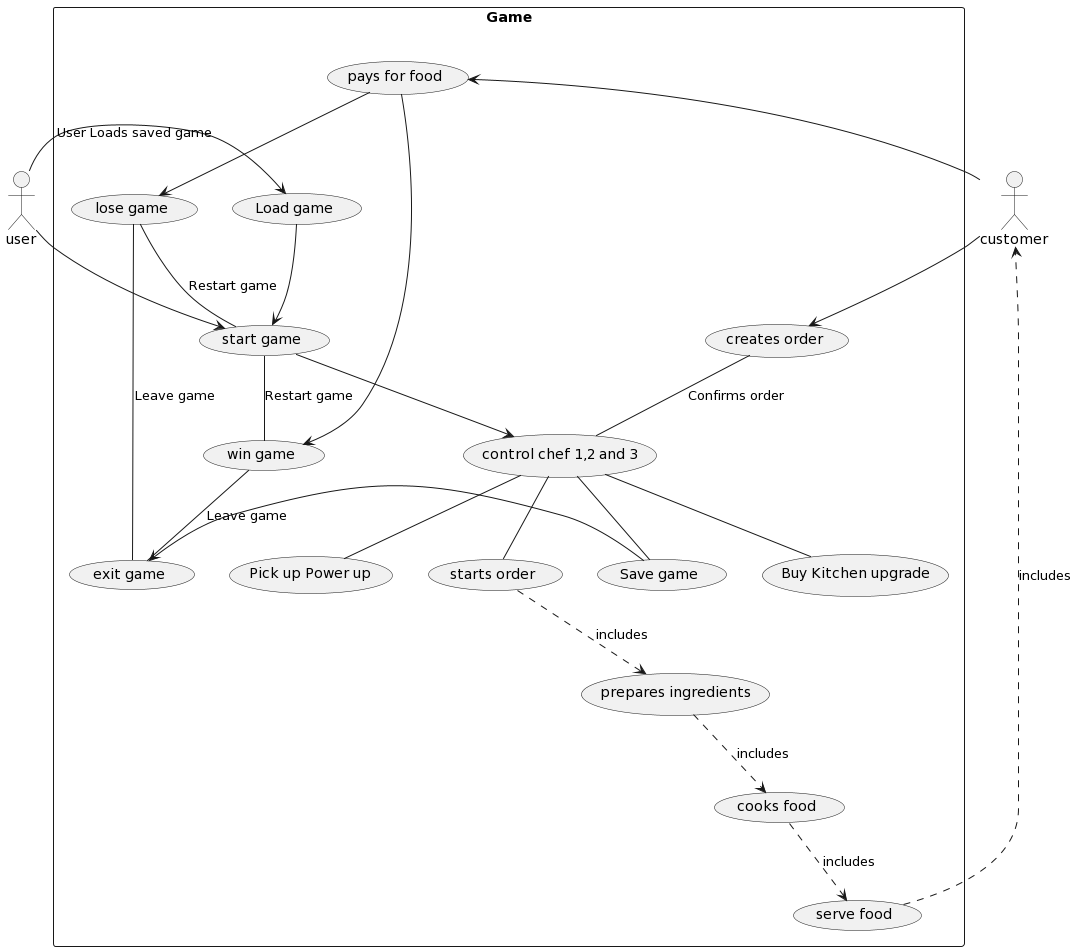 Game
pays for food
User Loads saved game
lose game
Load game
user
customer
Restart game
start game
creates order
Leave game
Restart game
Confirms order
win game
control chef 1,2 and 3
Leave game
exit game
Pick up Power up
starts order
Save game
Buy Kitchen upgrade
includes
includes
prepares ingredients
includes
cooks food
includes
serve food